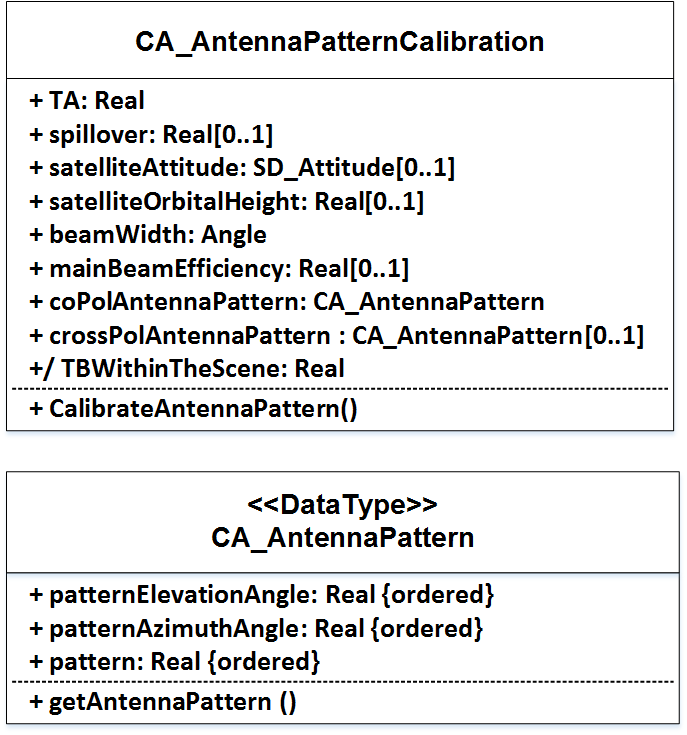 CA_AntennaPatternCalibration
+ TA: Real
+ spillover: Real[0..1]
+ satelliteAttitude: SD_Attitude[0..1]
+ satelliteOrbitalHeight: Real[0..1]
+ beamWidth: Angle
+ mainBeamEfficiency: Real[0..1]
+ coPolAntennaPattern: CA_AntennaPattern
+ crossPolAntennaPattern : CA_AntennaPattern[0..1]
+/ TBWithinTheScene: Real
+ CalibrateAntennaPattern()
<<DataType>>
CA_AntennaPattern
+ patternElevationAngle: Real {ordered}
+ patternAzimuthAngle: Real {ordered}
+ pattern: Real {ordered}
+ getAntennaPattern ()